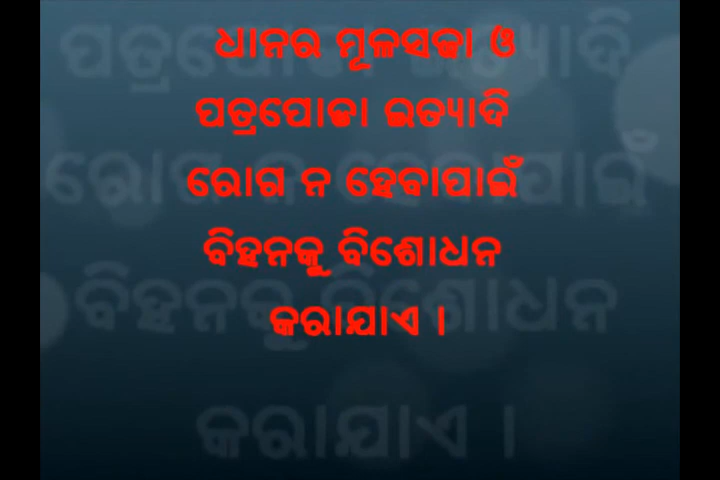 ଧାନର ମୂଳସଢା ଓ
ପତ୍ରପୋଡା ଇତ୍ୟାଦି
ରୋଗ ନ ହେବାପାଇଁ
ବିହନକୁ ବିଶୋଧନ
କରାଯାଏ ।